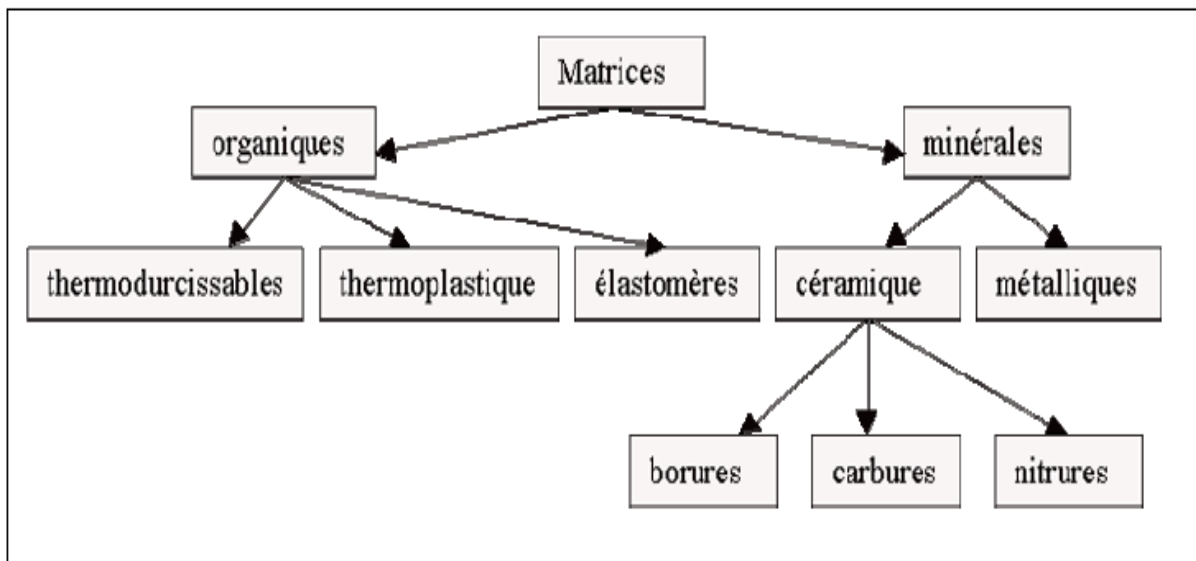 Matrices
organiques
minérales
thermodurcissables
thermoplastique
élastomères
céramique
métalliques
borures
carbures
nitrures